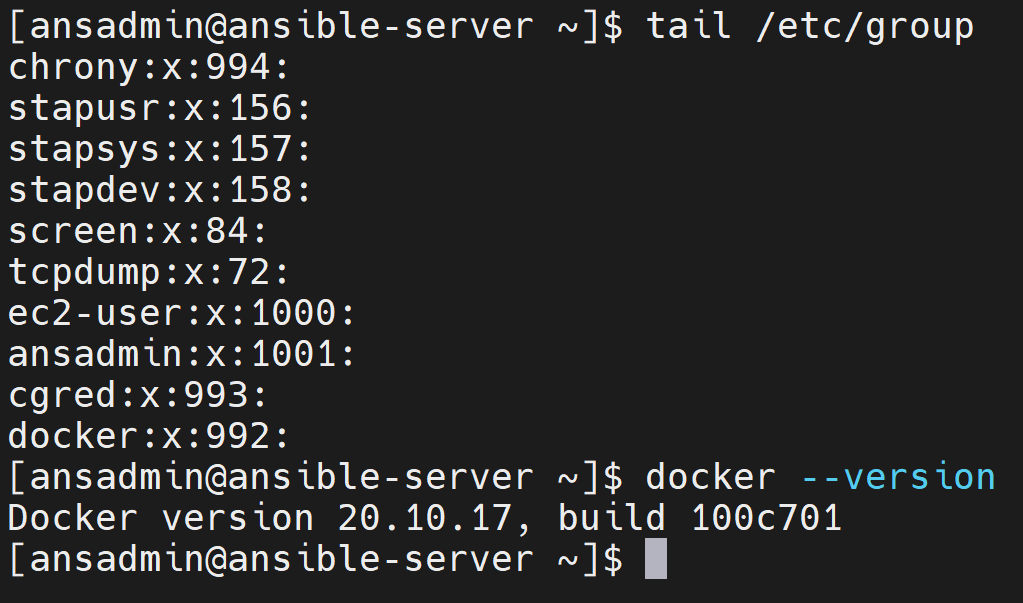 [ansadmin@ansible-server ~]$ tail /etc/group
chrony:x:994:
stapusr:x:156:
stapsys:x:157:
stapdev:x:158:
screen:x:84:
tcpdump:x:72:
ec2-user:x:1000:
ansadmin:x:1001:
cgred:x:993:
docker:x:992:
[ansadmin@ansible-server ~]$ docker --version
Docker version 20.10.17, build 100c701
[ansadmin@ansible-server ~]$